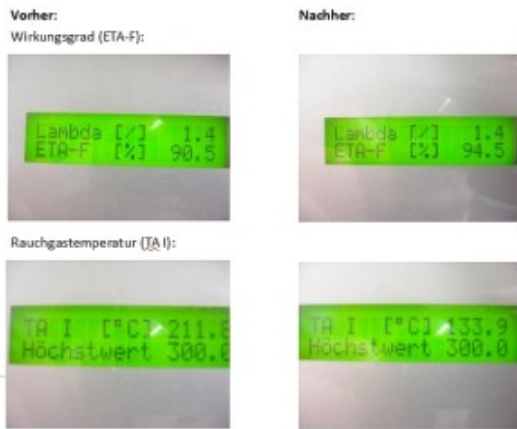 Vorher:
Nachher:
Wirkungsgrad (ETA-F):
Lambda [/] 1.4
ETA-F [%] 90.5
Lambda [/] 1.4
ETA-F [%] 94.5
Rauchgastemperatur (TA I):
TA I [°C] 211.8
Höchstwert 300.0
TA I [°C] 133.9
Höchstwert 300.0